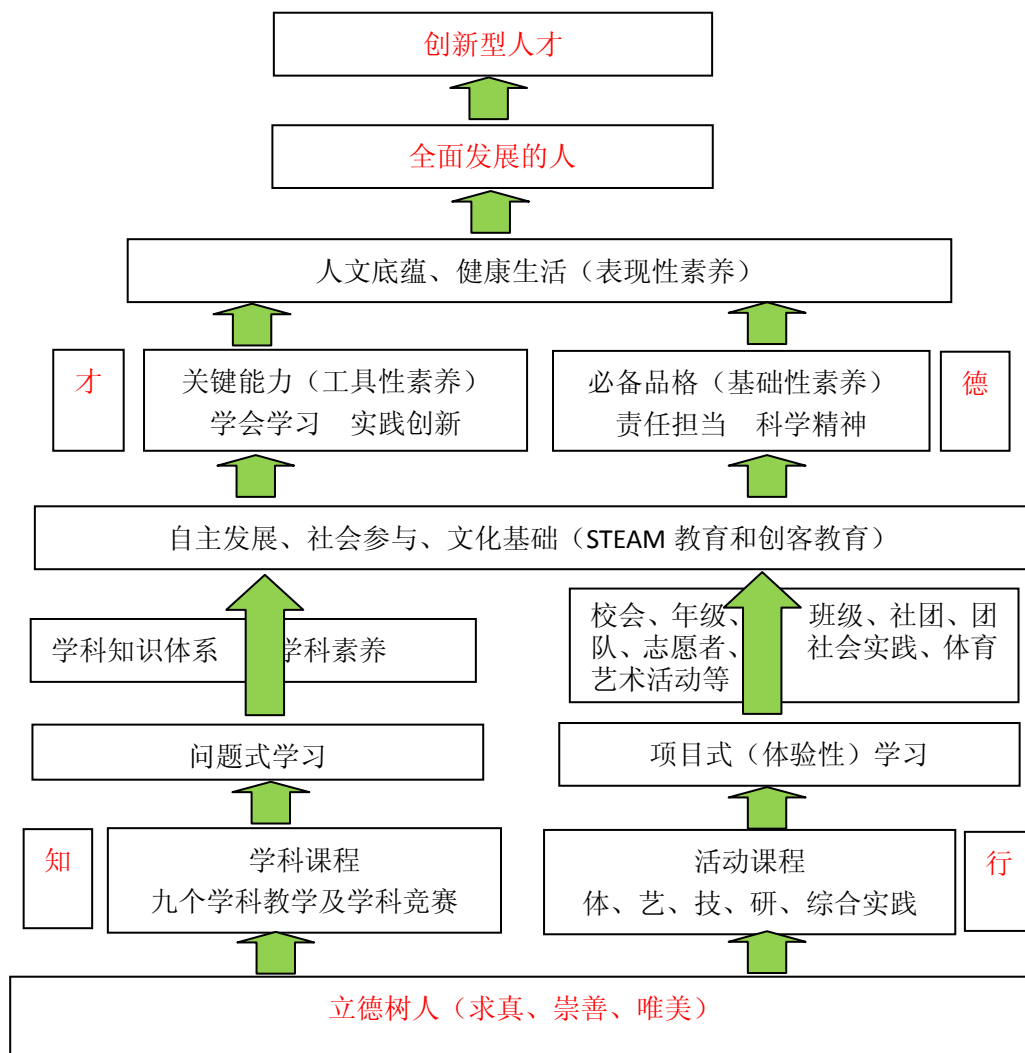 创新型人才
全面发展的人
人文底蕴、健康生活（表现性素养）
才
关键能力（工具性素养）
学会学习 实践创新
必备品格（基础性素养）
责任担当 科学精神
德
自主发展、社会参与、文化基础（STEAM 教育和创客教育）
学科知识体系 学科素养
校会、年级、 班级、社团、团
队、志愿者、 社会实践、体育
艺术活动等
问题式学习
项目式（体验性）学习
知
学科课程
九个学科教学及学科竞赛
活动课程
体、艺、技、研、综合实践
行
立德树人（求真、崇善、唯美）